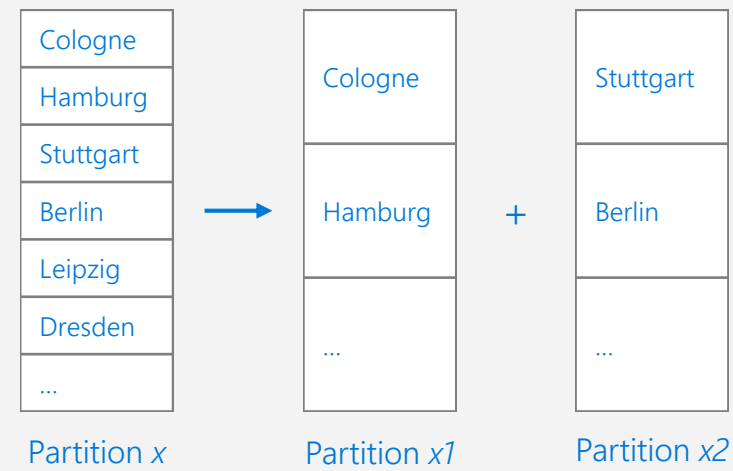 Cologne
Hamburg
Stuttgart
Berlin
Leipzig
Dresden
...
Partition x
Cologne
Hamburg
...
Partition x1
+
Stuttgart
Berlin
...
Partition x2